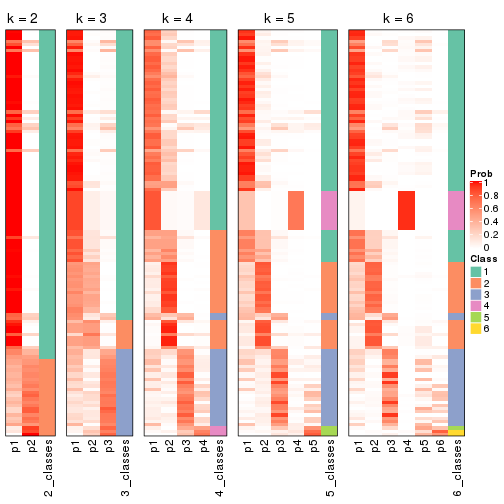 k = 2
k = 3
k = 4
k = 5
k = 6
Prob
1
0.8
0.6
0.4
0.2
0
Class
1
2
3
4
5
6
p1
p2
2_classes
p1
p2
p3
3_classes
p1
p2
p3
p4
4_classes
p1
p2
p3
p4
p5
5_classes
p1
p2
p3
p4
p5
p6
6_classes